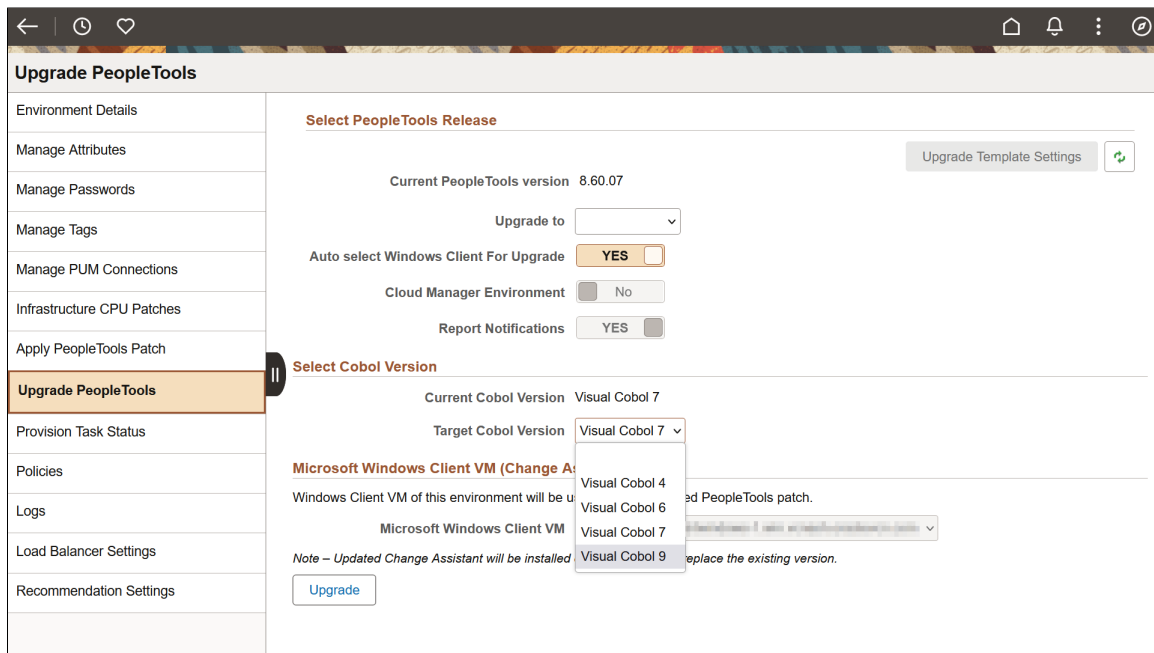 Upgrade PeopleTools
Environment Details
Manage Attributes
Manage Passwords
Manage Tags
Manage PUM Connections
Infrastructure CPU Patches
Apply PeopleTools Patch
Upgrade PeopleTools
Provision Task Status
Policies
Logs
Load Balancer Settings
Recommendation Settings
Select PeopleTools Release
Upgrade Template Settings
Current PeopleTools version 8.60.07
Upgrade to
Auto select Windows Client For Upgrade YES
Cloud Manager Environment No
Report Notifications YES
Select Cobol Version
Current Cobol Version Visual Cobol 7
Target Cobol Version Visual Cobol 7
Visual Cobol 4
Visual Cobol 6
Visual Cobol 7
Visual Cobol 9
Microsoft Windows Client VM (Change
Windows Client VM of this environment will be PeopleTools patch.
Microsoft Windows Client VM
Note – Updated Change Assistant will be installed the existing version.
Upgrade